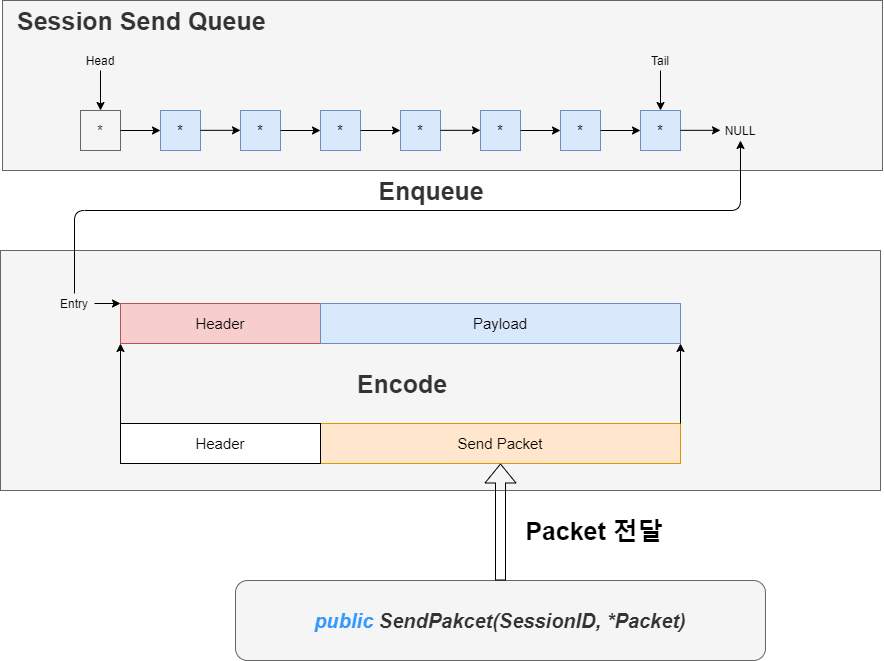 Session Send Queue
Head
Tail
* * * * * * * *
NULL
Enqueue
Entry
Header Payload
Encode
Header Send Packet
Packet 전달
public SendPakcet(SessionID, *Packet)